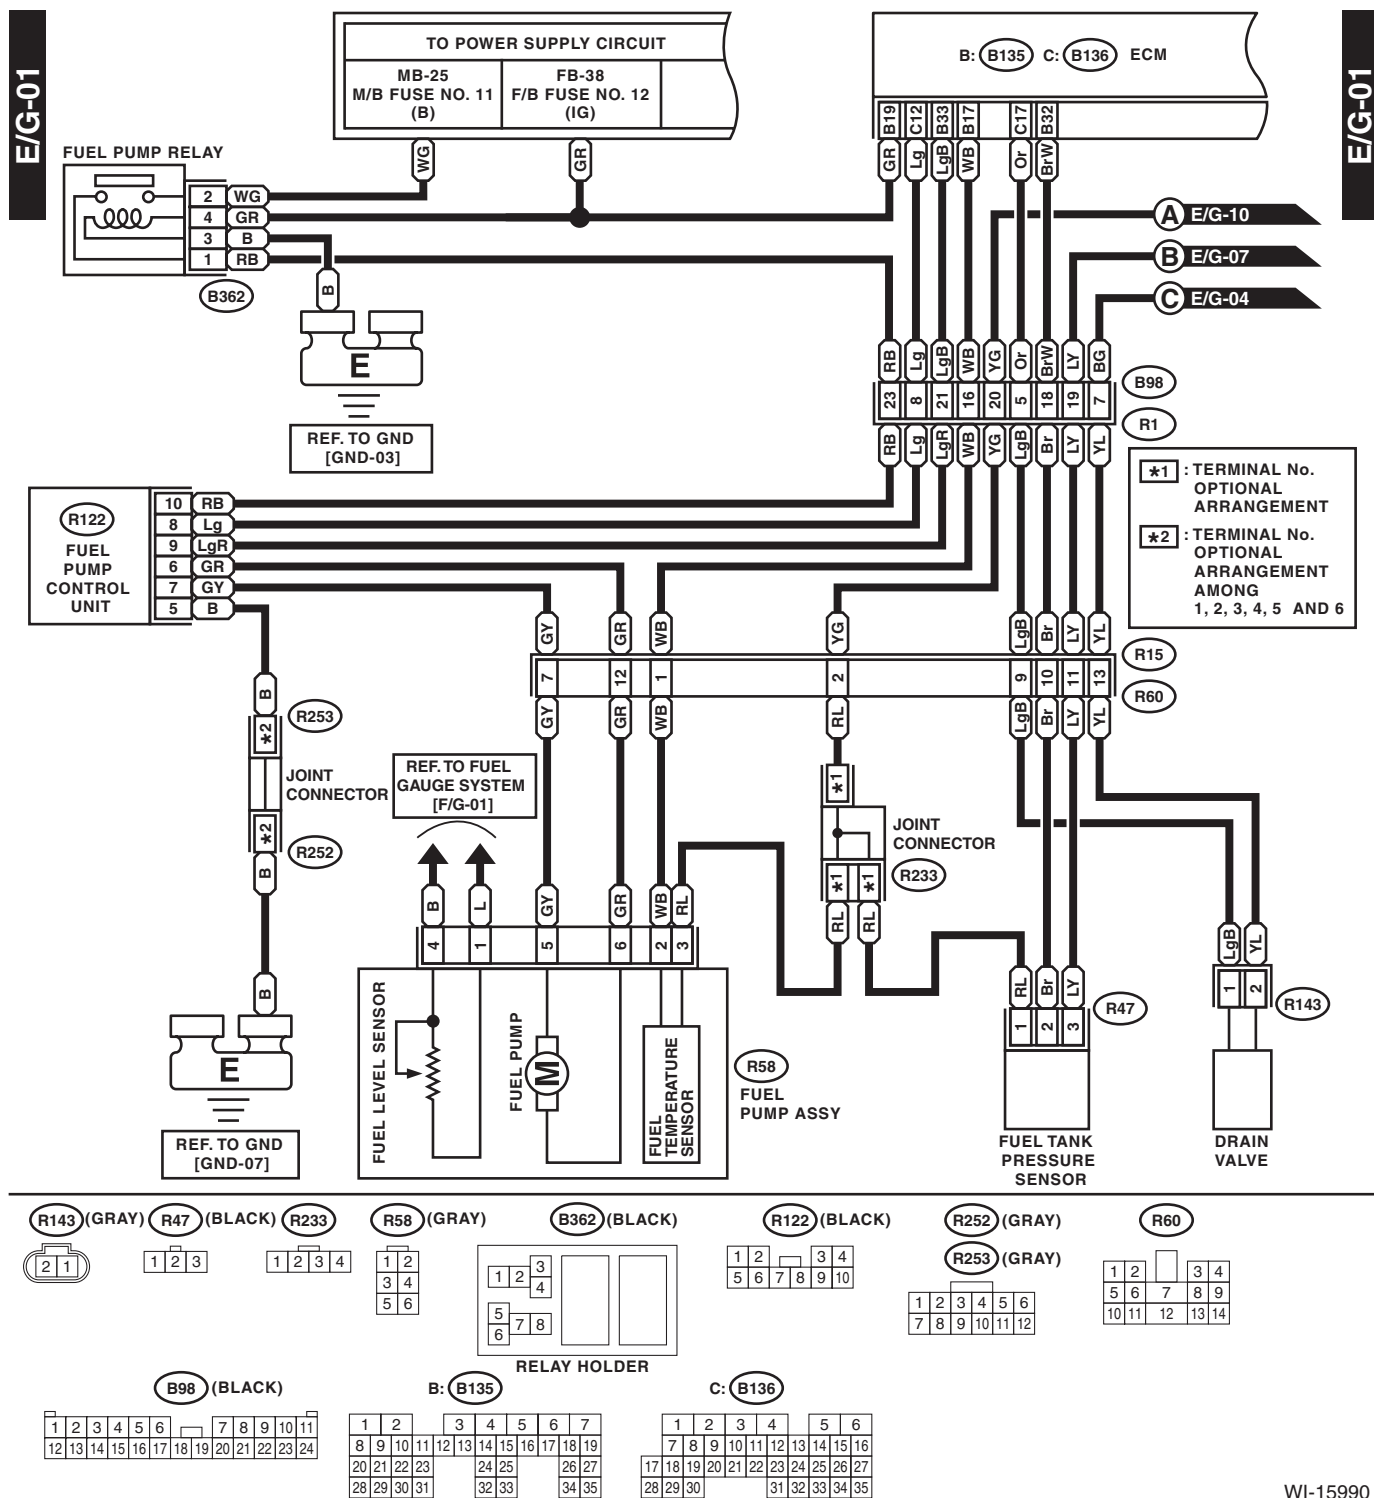 E/G-01
E/G-01
TO POWER SUPPLY CIRCUIT
MB-25
M/B FUSE NO. 11
(B)
FB-38
F/B FUSE NO. 12
(IG)
B: B135 C: B136 ECM
B19 C12 B33 B17 C17 B32
WG GR GR Lg LgB WB Or BrW
FUEL PUMP RELAY
2 WG
4 GR
3 B
1 RB
B362
B
E
REF. TO GND
[GND-03]
A E/G-10
B E/G-07
C E/G-04
RB Lg LgB WB YG Or BrW LY BG
23 8 21 16 20 5 18 19 7
B98
R1
RB Lg LgR WB YG LgB Br LY YL
*1 : TERMINAL No.
OPTIONAL
ARRANGEMENT
*2 : TERMINAL No.
OPTIONAL
ARRANGEMENT
AMONG
1, 2, 3, 4, 5 AND 6
R122
FUEL
PUMP
CONTROL
UNIT
10 RB
8 Lg
9 LgR
6 GR
7 GY
5 B
GY GR WB YG LgB Br LY YL
7 12 1 2 9 10 11 13
R15
R60
GY GR WB RL LgB Br LY YL
B
*2
R253
JOINT
CONNECTOR
*2
R252
B
B
E
REF. TO GND
[GND-07]
REF. TO FUEL
GAUGE SYSTEM
[F/G-01]
*1
JOINT
CONNECTOR
*1 *1
R233
RL RL
B L GY GR WB RL
4 1 5 6 2 3
FUEL LEVEL SENSOR
FUEL PUMP
M
FUEL
TEMPERATURE
SENSOR
R58
FUEL
PUMP ASSY
RL Br LY
1 2 3
R47
FUEL TANK
PRESSURE
SENSOR
LgB YL
1 2
R143
DRAIN
VALVE
R143 (GRAY) R47 (BLACK) R233 R58 (GRAY) B362 (BLACK) R122 (BLACK) R252 (GRAY) R60
R253 (GRAY)
2 1
1 2 3
1 2 3 4
1 2
3 4
5 6
1 2 3
4
5 7 8
6
RELAY HOLDER
1 2 3 4
5 6 7 8 9 10
1 2 3 4 5 6
7 8 9 10 11 12
1 2 3 4
5 6 7 8 9
10 11 12 13 14
B98 (BLACK)
1 2 3 4 5 6 7 8 9 10 11
12 13 14 15 16 17 18 19 20 21 22 23 24
B: B135
1 2 3 4 5 6 7
8 9 10 11 12 13 14 15 16 17 18 19
20 21 22 23 24 25 26 27
28 29 30 31 32 33 34 35
C: B136
1 2 3 4 5 6
7 8 9 10 11 12 13 14 15 16
17 18 19 20 21 22 23 24 25 26 27
28 29 30 31 32 33 34 35
WI-15990